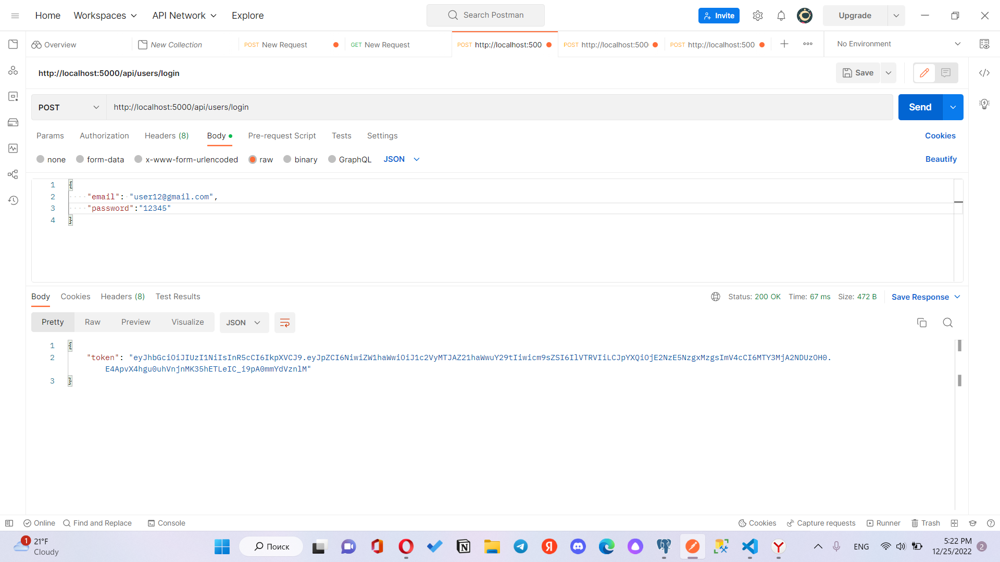 Home Workspaces API Network Explore Search Postman Invite Upgrade
Overview New Collection POST New Request GET New Request POST http://localhost:500 POST http://localhost:500 POST http://localhost:500 No Environment
http://localhost:5000/api/users/login Save
POST http://localhost:5000/api/users/login Send
Params Authorization Headers (8) Body Pre-request Script Tests Settings Cookies
none form-data x-www-form-urlencoded raw binary GraphQL JSON Beautify
1 {
2 "email": "user12@gmail.com",
3 "password":"12345"
4 }
Body Cookies Headers (8) Test Results Status: 200 OK Time: 67 ms Size: 472 B Save Response
Pretty Raw Preview Visualize JSON
1 {
2 "token": "eyJhbGciOiJIUzI1NiIsInR5cCI6IkpXVCJ9.eyJpZCI6NiwiZW1haWwiOiJ1c2VyMTJAZ21haWwuY29tIiwicm9sZSI6IlVTRVIiLCJpYXQiOjE2NzE5NzgxMzgsImV4cCI6MTY3MjA2NDUzOH0.
E4ApvX4hgu0uhVnjnMK35hETLeIC_i9pA0mmYdVznlM"
3 }
Online Find and Replace Console Cookies Capture requests Runner Trash
1 21°F Поиск ENG 5:22 PM
Cloudy 12/25/2022 2